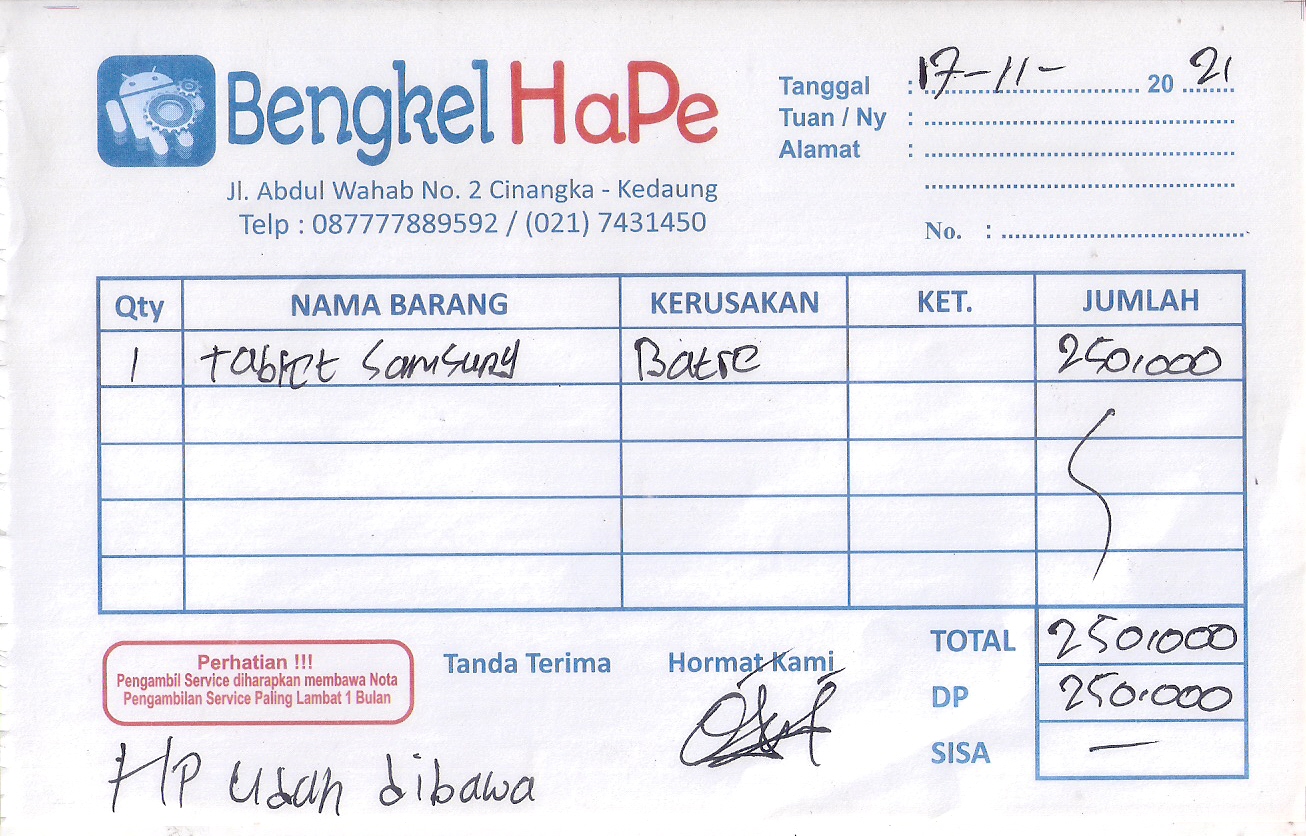 Bengkel HaPe
Jl. Abdul Wahab No. 2 Cinangka - Kedaung
Telp : 087777889592 / (021) 7431450
Tanggal : 17-11- 20 21
Tuan / Ny :
Alamat :
No. :
Qty NAMA BARANG KERUSAKAN KET. JUMLAH
1 tablet Samsung Batre 250.000
TOTAL 250.000
DP 250.000
SISA —
Perhatian !!!
Pengambil Service diharapkan membawa Nota
Pengambilan Service Paling Lambat 1 Bulan
Tanda Terima
Hormat Kami
HP udah dibawa